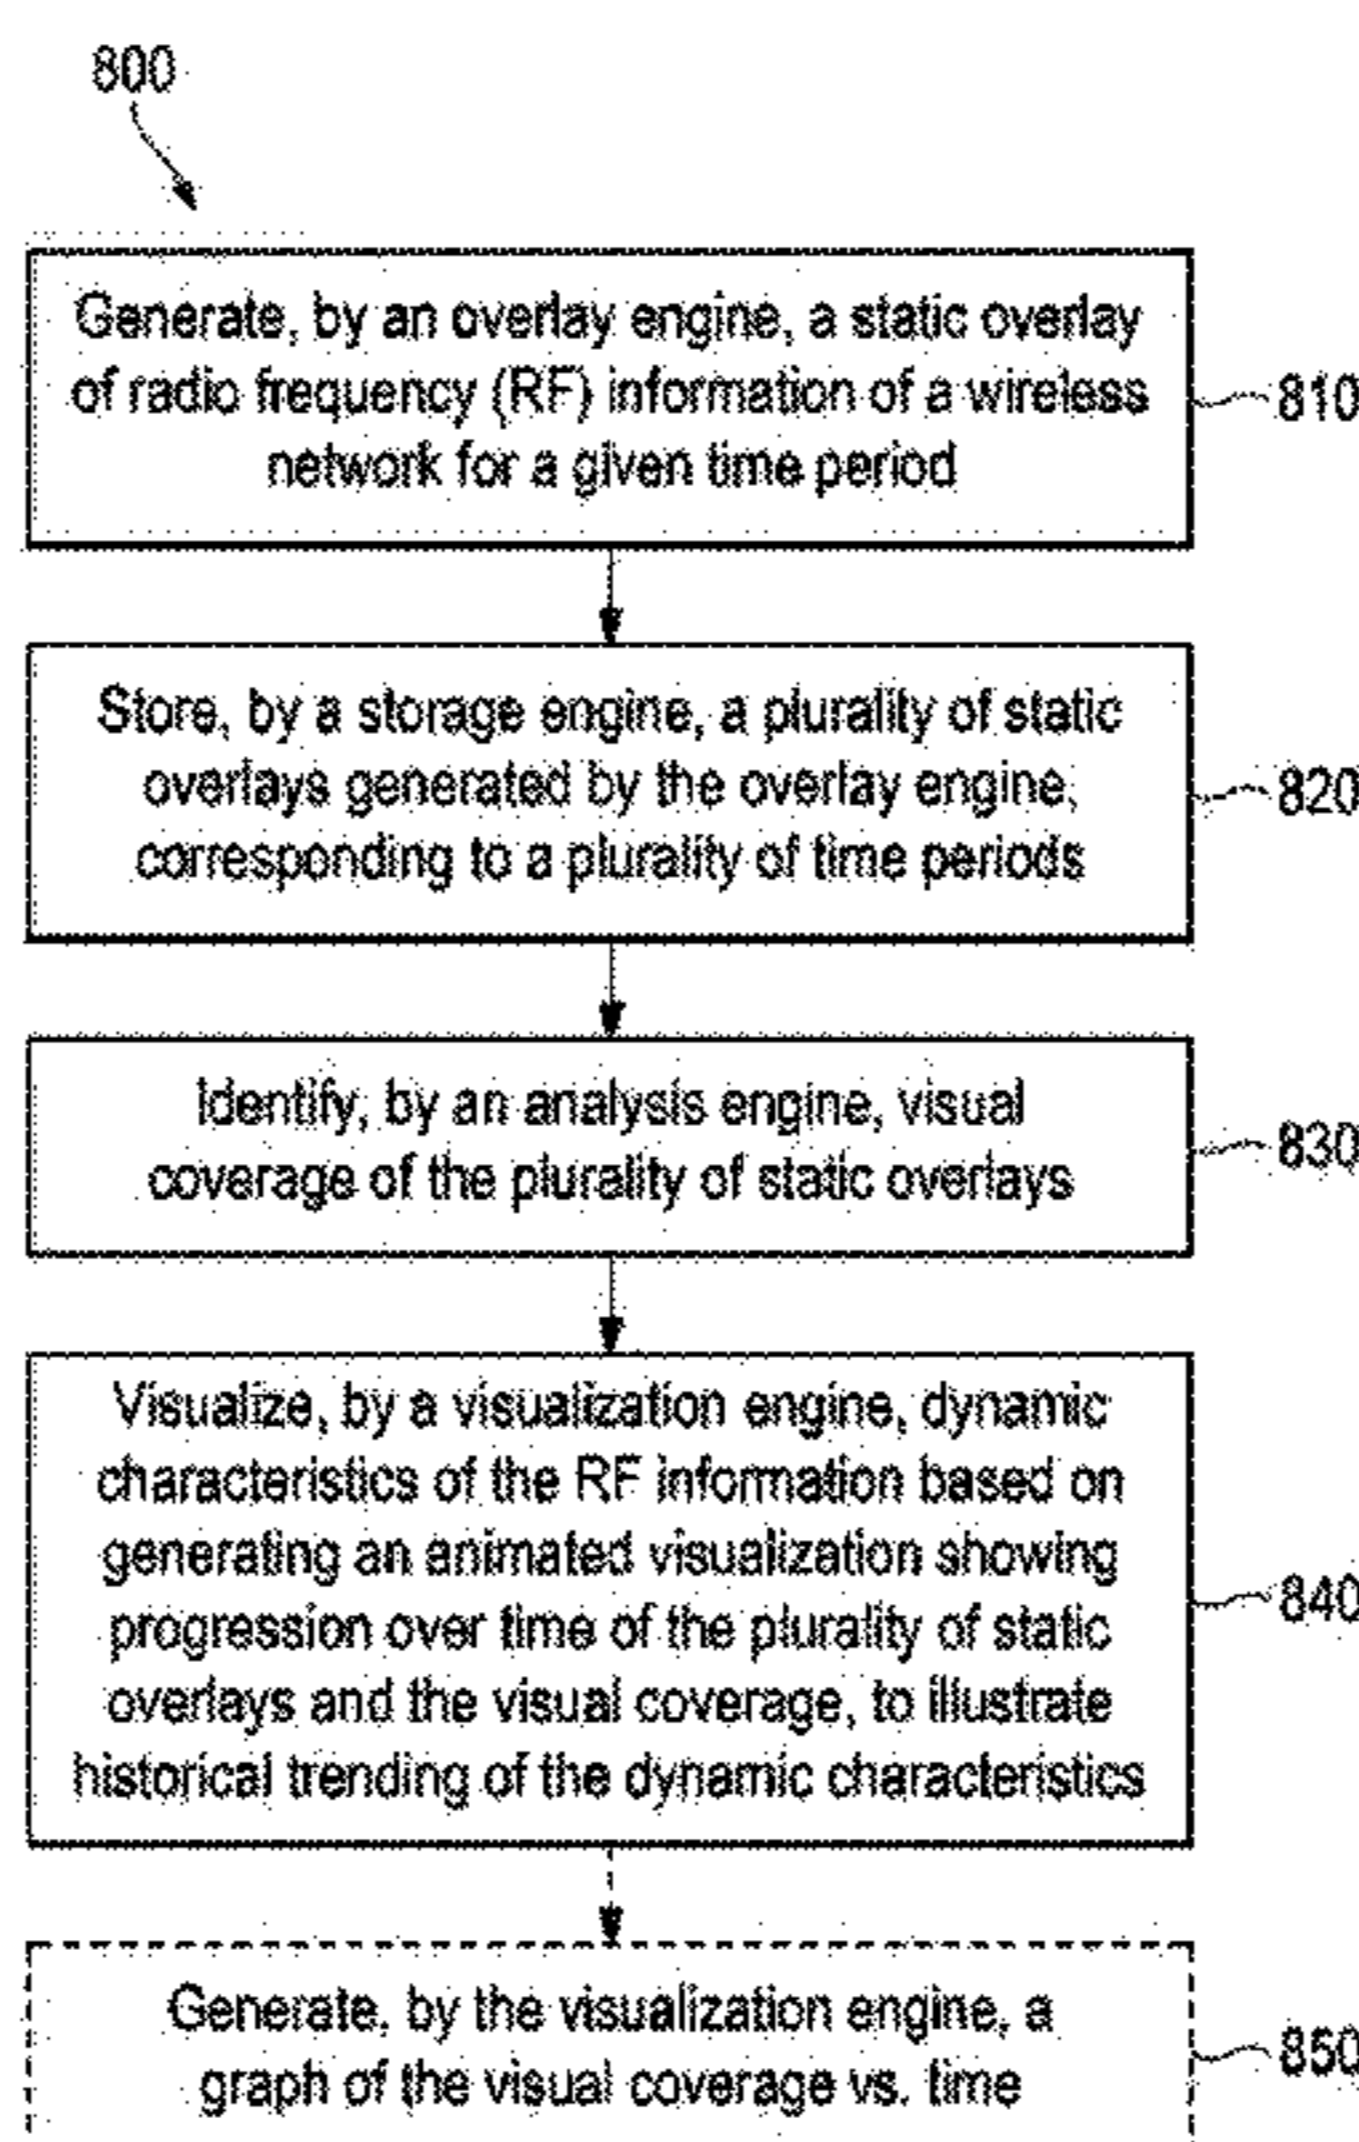 800
Generate, by an overlay engine, a static overlay
of radio frequency (RF) information of a wireless
network for a given time period
810
Store, by a storage engine, a plurality of static
overlays generated by the overlay engine,
corresponding to a plurality of time periods
820
Identify, by an analysis engine, visual
coverage of the plurality of static overlays
830
Visualize, by a visualization engine, dynamic
characteristics of the RF information based on
generating an animated visualization showing
progression over time of the plurality of static
overlays and the visual coverage, to illustrate
historical trending of the dynamic characteristics
840
Generate, by the visualization engine, a
graph of the visual coverage vs. time
850